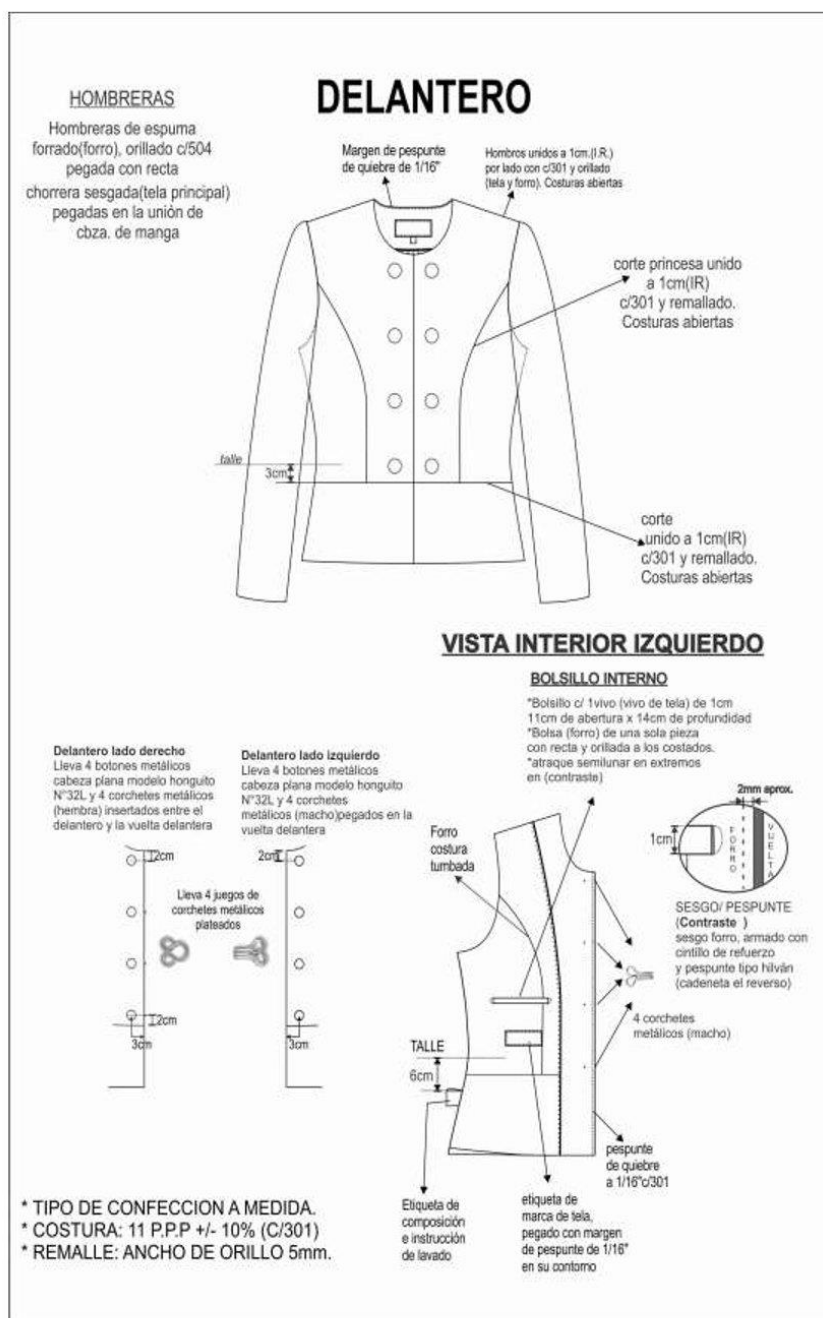 DELANTERO
HOMBRERAS
Hombreras de espuma
forrado(forro), orillado c/504
pegada con recta
chorrera sesgada(tela principal)
pegadas en la unión de
cbza. de manga
Margen de pespunte
de quiebre de 1/16"
Hombros unidos a 1cm.(I.R.)
por lado con c/301 y orillado
(tela y forro). Costuras abiertas
corte princesa unido
a 1cm(IR)
c/301 y remallado.
Costuras abiertas
talle
3cm
corte
unido a 1cm(IR)
c/301 y remallado.
Costuras abiertas
VISTA INTERIOR IZQUIERDO
BOLSILLO INTERNO
*Bolsillo c/ 1vivo (vivo de tela) de 1cm
11cm de abertura x 14cm de profundidad
*Bolsa (forro) de una sola pieza
con recta y orillada a los costados.
*atraque semilunar en extremos
en (contraste)
Delantero lado derecho
Lleva 4 botones metálicos
cabeza plana modelo honguito
N°32L y 4 corchetes metálicos
(hembra) insertados entre el
delantero y la vuelta delantera
Delantero lado izquierdo
Lleva 4 botones metálicos
cabeza plana modelo honguito
N°32L y 4 corchetes
metálicos (macho)pegados en la
vuelta delantera
2cm
2cm
Lleva 4 juegos de
corchetes metálicos
plateados
2cm
3cm
3cm
Forro
costura
tumbada
2mm aprox.
1cm
FORRO
VUELTA
SESGO/ PESPUNTE
(Contraste )
sesgo forro, armado con
cintillo de refuerzo
y pespunte tipo hilván
(cadeneta el reverso)
4 corchetes
metálicos (macho)
TALLE
6cm
pespunte
de quiebre
a 1/16"c/301
Etiqueta de
composición
e instrucción
de lavado
etiqueta de
marca de tela,
pegado con margen
de pespunte de 1/16"
en su contorno
* TIPO DE CONFECCION A MEDIDA.
* COSTURA: 11 P.P.P +/- 10% (C/301)
* REMALLE: ANCHO DE ORILLO 5mm.